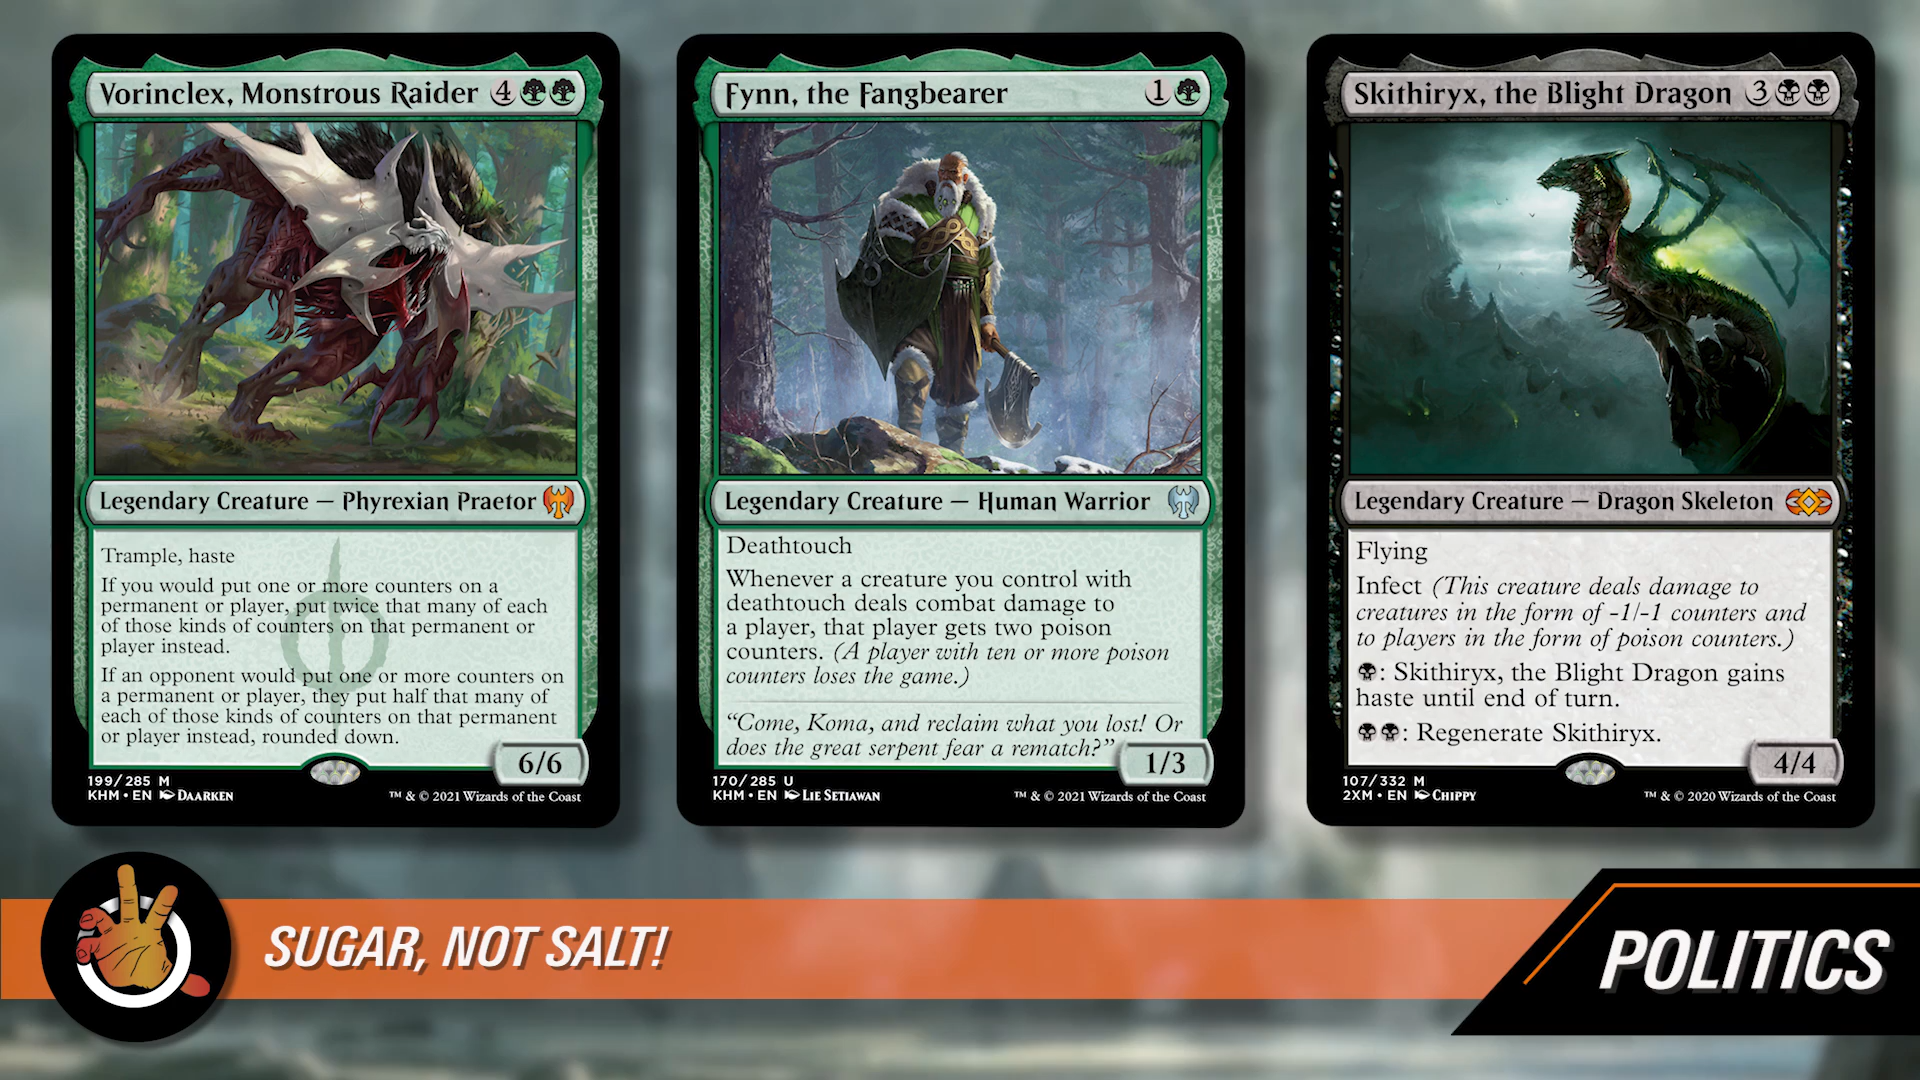 Vorinclex, Monstrous Raider 4
Legendary Creature — Phyrexian Praetor
Trample, haste
If you would put one or more counters on a
permanent or player, put twice that many of each
of those kinds of counters on that permanent or
player instead.
If an opponent would put one or more counters on
a permanent or player, they put half that many of
each of those kinds of counters on that permanent
or player instead, rounded down.
6/6
199/285 M
KHM • EN DAARKEN
™ & © 2021 Wizards of the Coast
Fynn, the Fangbearer 1
Legendary Creature — Human Warrior
Deathtouch
Whenever a creature you control with
deathtouch deals combat damage to
a player, that player gets two poison
counters. (A player with ten or more poison
counters loses the game.)
“Come, Koma, and reclaim what you lost! Or
does the great serpent fear a rematch?”
1/3
170/285 U
KHM • EN LIE SETIAWAN
™ & © 2021 Wizards of the Coast
Skithiryx, the Blight Dragon 3
Legendary Creature — Dragon Skeleton
Flying
Infect (This creature deals damage to
creatures in the form of -1/-1 counters and
to players in the form of poison counters.)
: Skithiryx, the Blight Dragon gains
haste until end of turn.
: Regenerate Skithiryx.
4/4
107/332 M
2XM • EN CHIPPY
™ & © 2020 Wizards of the Coast
SUGAR, NOT SALT!
POLITICS